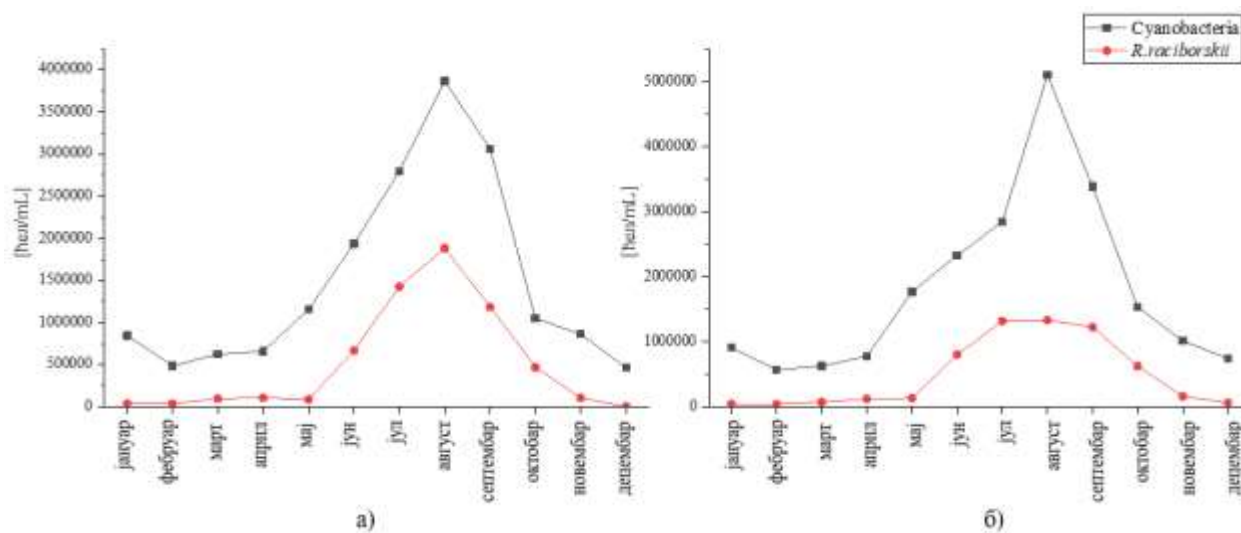 Cyanobacteria
R.raciborskii
4000000
3500000
3000000
2500000
2000000
1500000
1000000
500000
0
[ћел/mL]
јануар
фебруар
март
април
мај
јун
јул
август
септембар
октобар
новембар
децембар
а)
5000000
4000000
3000000
2000000
1000000
0
[ћел/mL]
јануар
фебруар
март
април
мај
јун
јул
август
септембар
октобар
новембар
децембар
б)